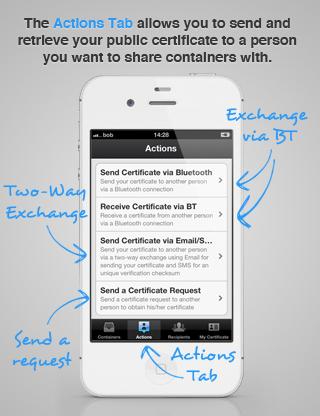 The Actions Tab allows you to send and
retrieve your public certificate to a person
you want to share containers with.
Exchange
via BT
..ıl.. bob 14:28
Actions
Send Certificate via Bluetooth
Send your certificate to another person
via a Bluetooth connection
Receive Certificate via BT
Receive a certificate from another person
via a Bluetooth connection
Two-Way
Exchange
Send Certificate via Email/S...
Send your certificate to another person
via a two-way exchange using Email for
sending your certificate and SMS for an
unique verification checksum
Send a Certificate Request
Send a certificate request to another
person to obtain his/her certificate
Containers Actions Recipients My Certificate
Send a
request
Actions
Tab